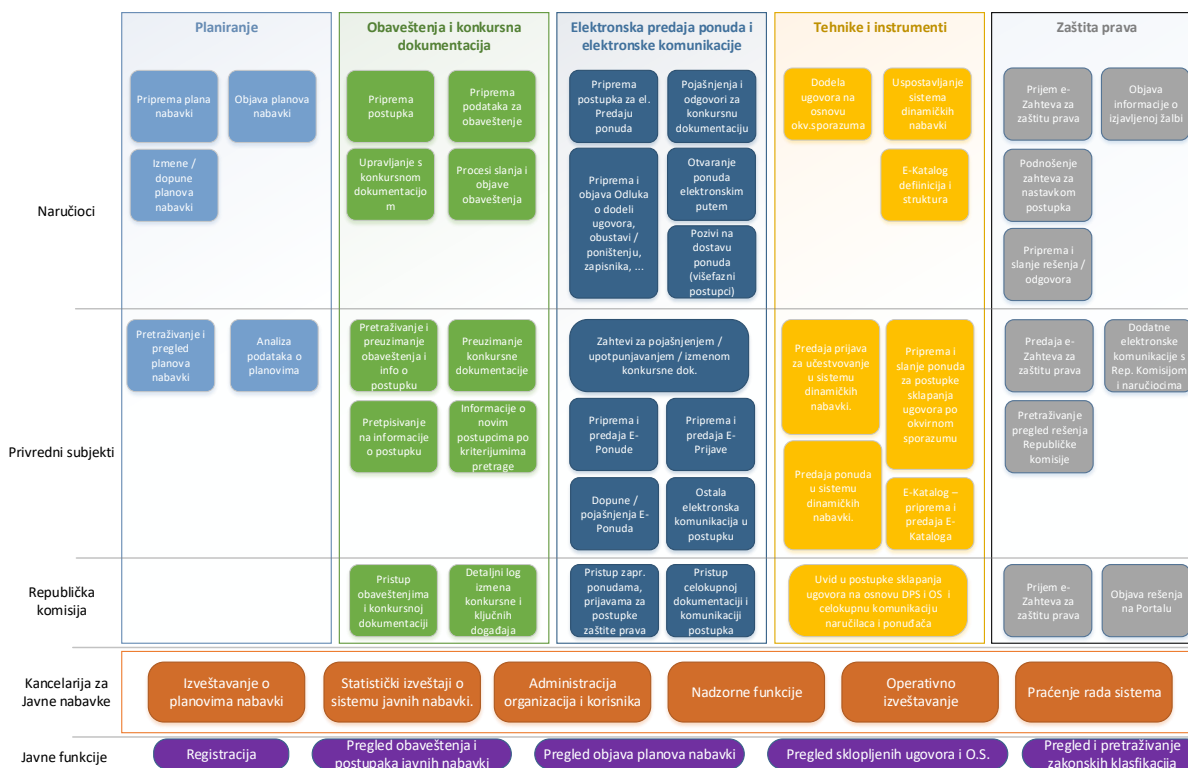 Planiranje
Obaveštenja i konkursna
dokumentacija
Elektronska predaja ponuda i
elektronske komunikacije
Tehnike i instrumenti
Zaštita prava
Naručioci
Priprema plana
nabavki
Objava planova
nabavki
Izmene /
dopune
planova
nabavki
Priprema
postupka
Priprema
podataka za
obaveštenje
Upravljanje s
konkursnom
dokumentacijo
m
Procesi slanja i
objave
obaveštenja
Priprema
postupka za el.
Predaju
ponuda
Pojašnjenja i
odgovori za
konkursnu
dokumentaciju
Priprema i
objava Odluka
o dodeli
ugovora,
obustavi /
poništenju,
zapisnika, ...
Otvaranje
ponuda
elektronskim
putem
Pozivi na
dostavu
ponuda
(višefazni
postupci)
Dodela
ugovora na
osnovu
okv.sporazuma
Uspostavljanje
sistema
dinamičkih
nabavki
E-Katalog
defiinicija i
struktura
Prijem e-
Zahteva za
zaštitu prava
Objava
informacije o
izjavljenoj žalbi
Podnošenje
zahteva za
nastavkom
postupka
Priprema i
slanje rešenja /
odgovora
Privredni subjekti
Pretraživanje i
pregled
planova
nabavki
Analiza
podataka o
planovima
Pretraživanje i
preuzimanje
obaveštenja i
info o
postupku
Preuzimanje
konkursne
dokumentacije
Pretpisivanje
na informacije
o postupku
Informacije o
novim
postupcima po
kriterijumima
pretrage
Zahtevi za pojašnjenjem /
upotpunjavanjem / izmenom
konkursne dok.
Priprema i
predaja E-
Ponude
Priprema i
predaja E-
Prijave
Dopune /
pojašnjenja E-
Ponuda
Ostala
elektronska
komunikacija u
postupku
Predaja prijava
za učestvovanje
u sistemu
dinamičkih
nabavki.
Priprema i
slanje ponuda
za postupke
sklapanja
ugovora po
okvirnom
sporazumu
Predaja ponuda
u sistemu
dinamičkih
nabavki.
E-Katalog –
priprema i
predaja E-
Kataloga
Predaja e-
Zahteva za
zaštitu prava
Dodatne
elektronske
komunikacije s
Rep. Komisijom
i naručiocima
Pretraživanje
pregled rešenja
Republičke
komisije
Republička
komisija
Pristup
obaveštenjima
i konkursnoj
dokumentaciji
Detaljni log
izmena
konkursne i
ključnih
događaja
Pristup zapr.
ponudama,
prijavama za
postupke
zaštite prava
Pristup
celokupnoj
dokumentaciji i
komunikaciji
postupka
Uvid u postupke sklapanja
ugovora na osnovu DPS i OS i
celokupnu komunikaciju
naručilaca i ponuđača
Prijem e-
Zahteva za
zaštitu prava
Objava rešenja
na Portalu
Kancelarija za
Javne nabavke
Izveštavanje o
planovima nabavki
Statistički izveštaji o
sistemu javnih nabavki.
Administracija
organizacija i korisnika
Nadzorne funkcije
Operativno
izveštavanje
Praćenje rada sistema
Javne funkcije
Registracija
Pregled obaveštenja i
postupaka javnih nabavki
Pregled objava planova nabavki
Pregled sklopljenih ugovora i O.S.
Pregled i pretraživanje
zakonskih klasfikacija